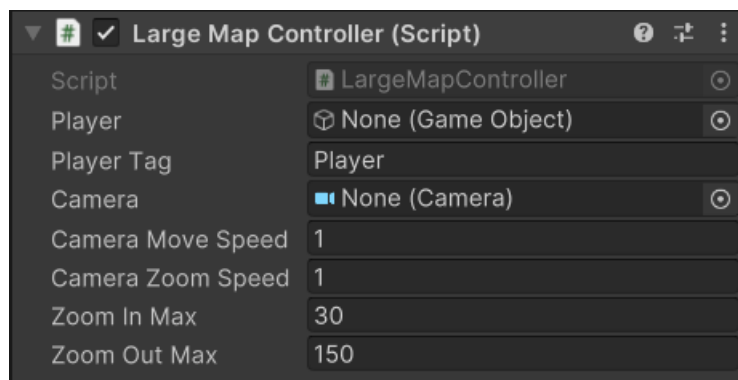 Large Map Controller (Script)
Script LargeMapController
Player None (Game Object)
Player Tag Player
Camera None (Camera)
Camera Move Speed 1
Camera Zoom Speed 1
Zoom In Max 30
Zoom Out Max 150